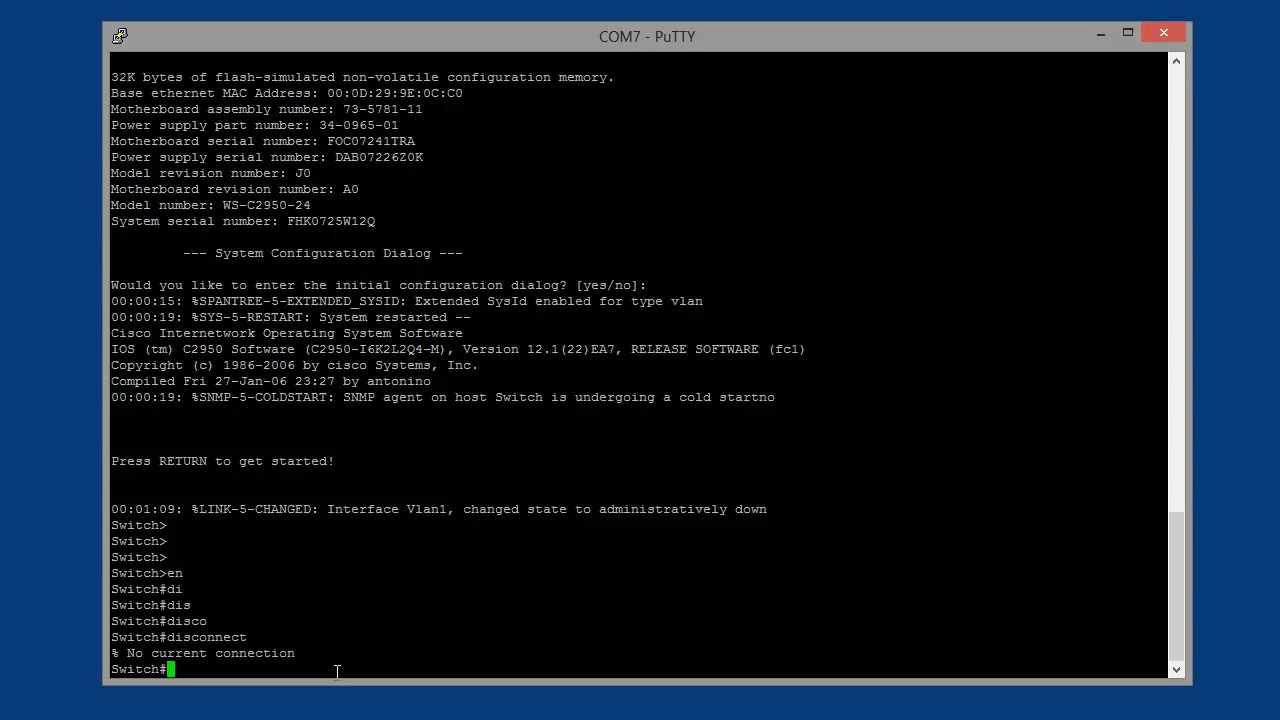 COM7 - PuTTY
32K bytes of flash-simulated non-volatile configuration memory.
Base ethernet MAC Address: 00:0D:29:9E:0C:C0
Motherboard assembly number: 73-5781-11
Power supply part number: 34-0965-01
Motherboard serial number: FOC07241TRA
Power supply serial number: DAB07226Z0K
Model revision number: J0
Motherboard revision number: A0
Model number: WS-C2950-24
System serial number: FHK0725W12Q
--- System Configuration Dialog ---
Would you like to enter the initial configuration dialog? [yes/no]:
00:00:15: %SPANTREE-5-EXTENDED_SYSID: Extended SysId enabled for type vlan
00:00:19: %SYS-5-RESTART: System restarted --
Cisco Internetwork Operating System Software
IOS (tm) C2950 Software (C2950-I6K2L2Q4-M), Version 12.1(22)EA7, RELEASE SOFTWARE (fc1)
Copyright (c) 1986-2006 by cisco Systems, Inc.
Compiled Fri 27-Jan-06 23:27 by antonino
00:00:19: %SNMP-5-COLDSTART: SNMP agent on host Switch is undergoing a cold startno
Press RETURN to get started!
00:01:09: %LINK-5-CHANGED: Interface Vlan1, changed state to administratively down
Switch>
Switch>
Switch>
Switch>en
Switch#di
Switch#dis
Switch#disco
Switch#disconnect
% No current connection
Switch#